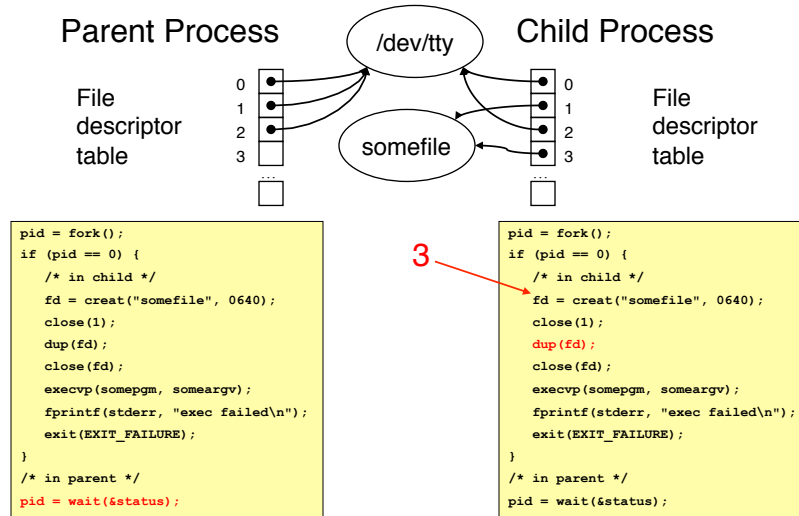 Parent Process
/dev/tty
Child Process
File
descriptor
table
0
1
2
3
...
somefile
0
1
2
3
...
File
descriptor
table
pid = fork();
if (pid == 0) {
/* in child */
fd = creat("somefile", 0640);
close(1);
dup(fd);
close(fd);
execvp(somepgm, someargv);
fprintf(stderr, "exec failed\n");
exit(EXIT_FAILURE);
}
/* in parent */
pid = wait(&status);
3
pid = fork();
if (pid == 0) {
/* in child */
fd = creat("somefile", 0640);
close(1);
dup(fd);
close(fd);
execvp(somepgm, someargv);
fprintf(stderr, "exec failed\n");
exit(EXIT_FAILURE);
}
/* in parent */
pid = wait(&status);